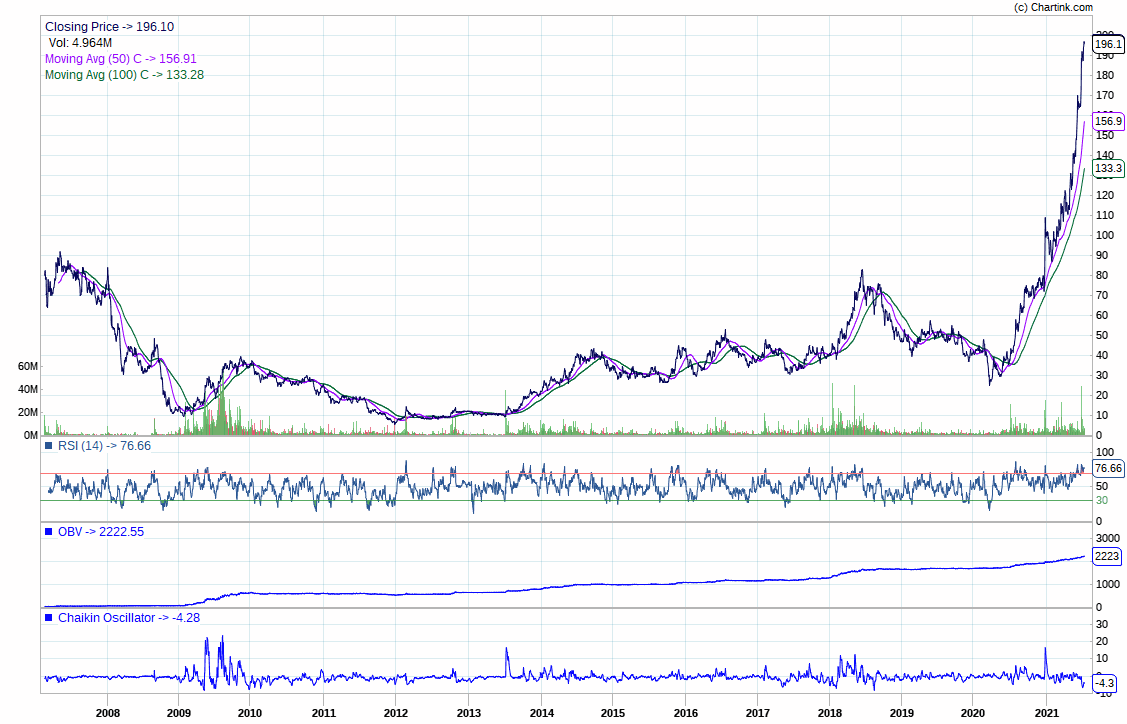 (c) Chartink.com
Closing Price -> 196.10
Vol: 4.964M
Moving Avg (50) C -> 156.91
Moving Avg (100) C -> 133.28
196.1
190
180
170
160
156.9
150
140
133.3
120
110
100
90
80
70
60
50
40
30
20
10
0
60M
40M
20M
0M
RSI (14) -> 76.66
100
76.66
50
30
0
OBV -> 2222.55
3000
2223
1000
0
Chaikin Oscillator -> -4.28
30
20
10
-4.3
2008 2009 2010 2011 2012 2013 2014 2015 2016 2017 2018 2019 2020 2021